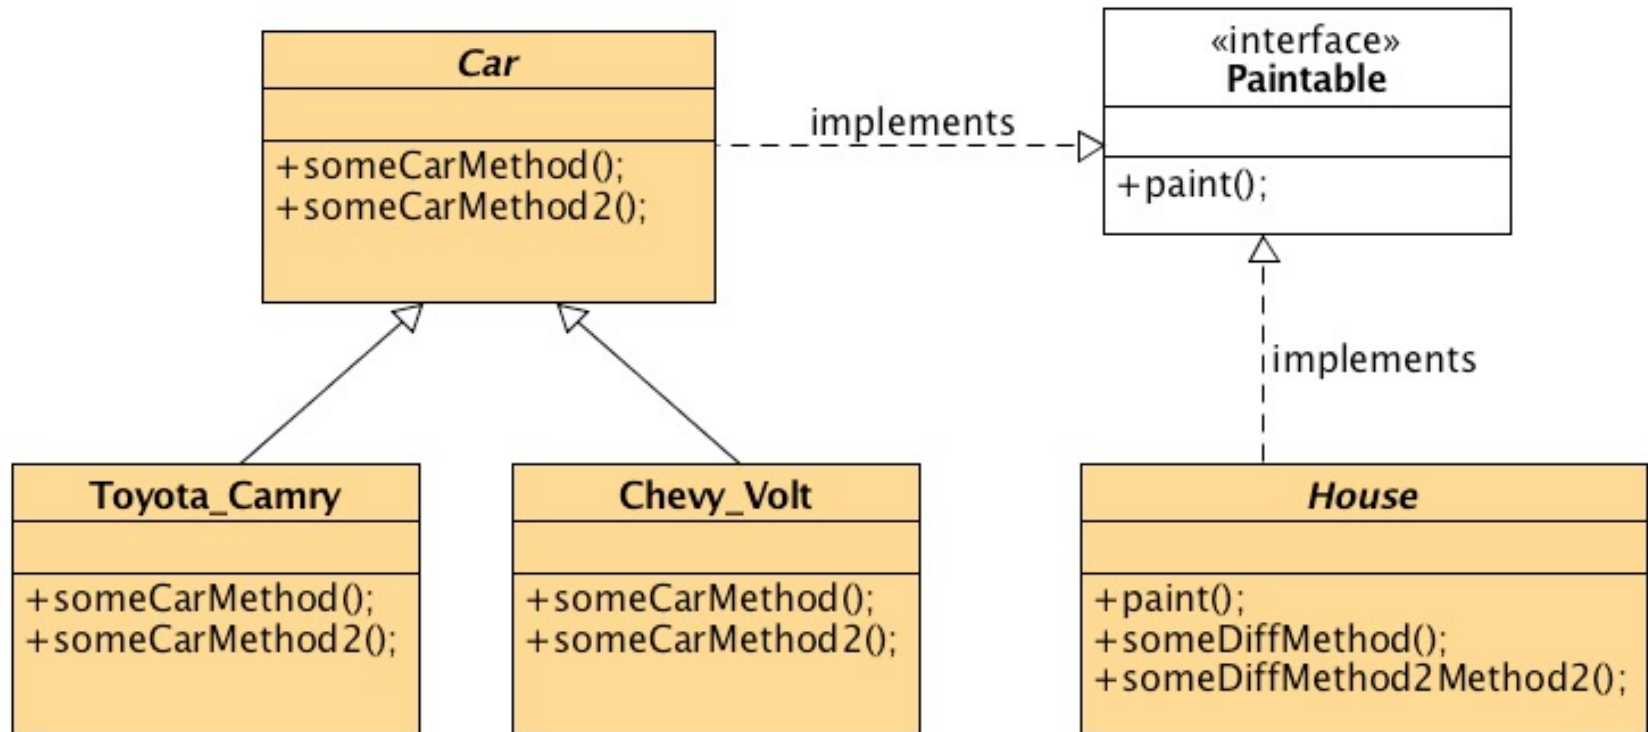 Car
+someCarMethod();
+someCarMethod2();
implements
«interface»
Paintable
+paint();
implements
Toyota_Camry
+someCarMethod();
+someCarMethod2();
Chevy_Volt
+someCarMethod();
+someCarMethod2();
House
+paint();
+someDiffMethod();
+someDiffMethod2Method2();